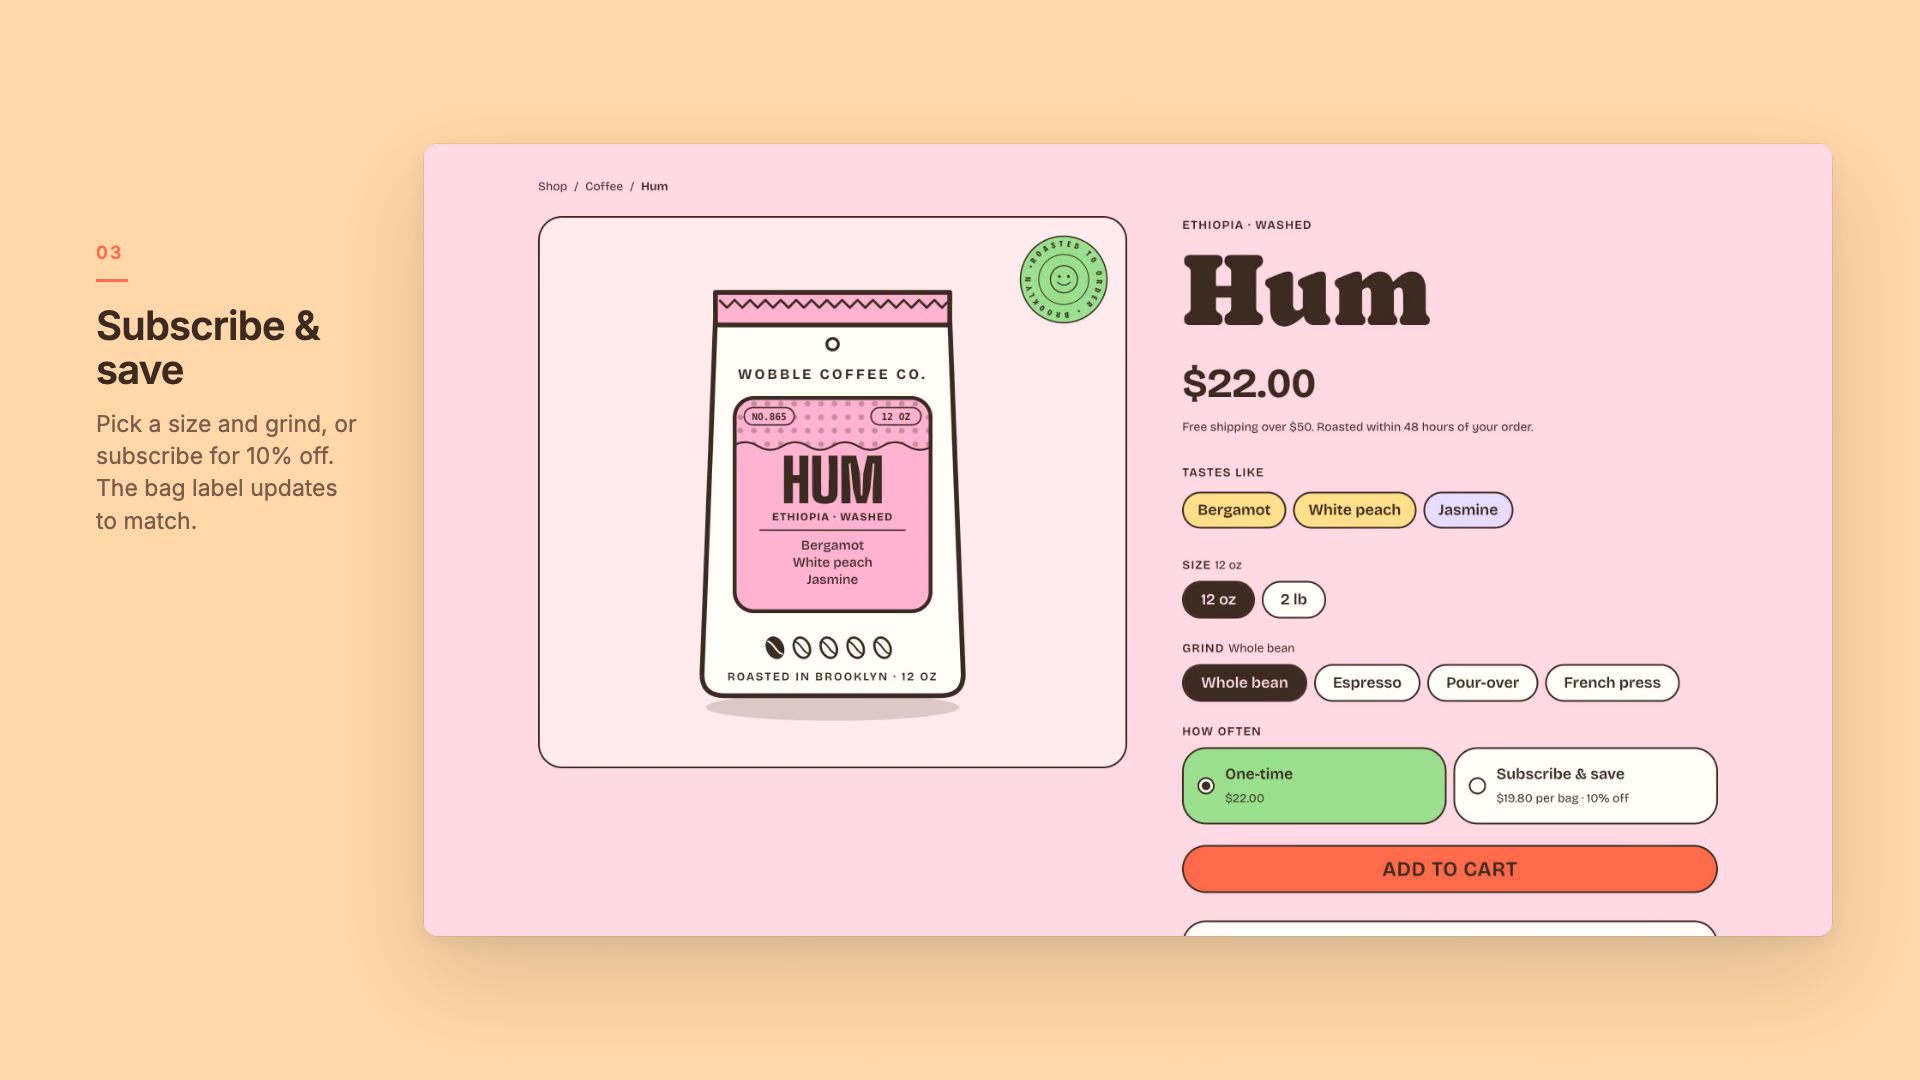 03
Subscribe &
save
Pick a size and grind, or
subscribe for 10% off.
The bag label updates
to match.
Shop / Coffee / Hum
ROASTED TO ORDER · BROOKLYN ·
WOBBLE COFFEE CO.
NO.865
12 OZ
HUM
ETHIOPIA · WASHED
Bergamot
White peach
Jasmine
ROASTED IN BROOKLYN · 12 OZ
ETHIOPIA · WASHED
Hum
$22.00
Free shipping over $50. Roasted within 48 hours of your order.
TASTES LIKE
Bergamot
White peach
Jasmine
SIZE 12 oz
12 oz
2 lb
GRIND Whole bean
Whole bean
Espresso
Pour-over
French press
HOW OFTEN
One-time
$22.00
Subscribe & save
$19.80 per bag · 10% off
ADD TO CART